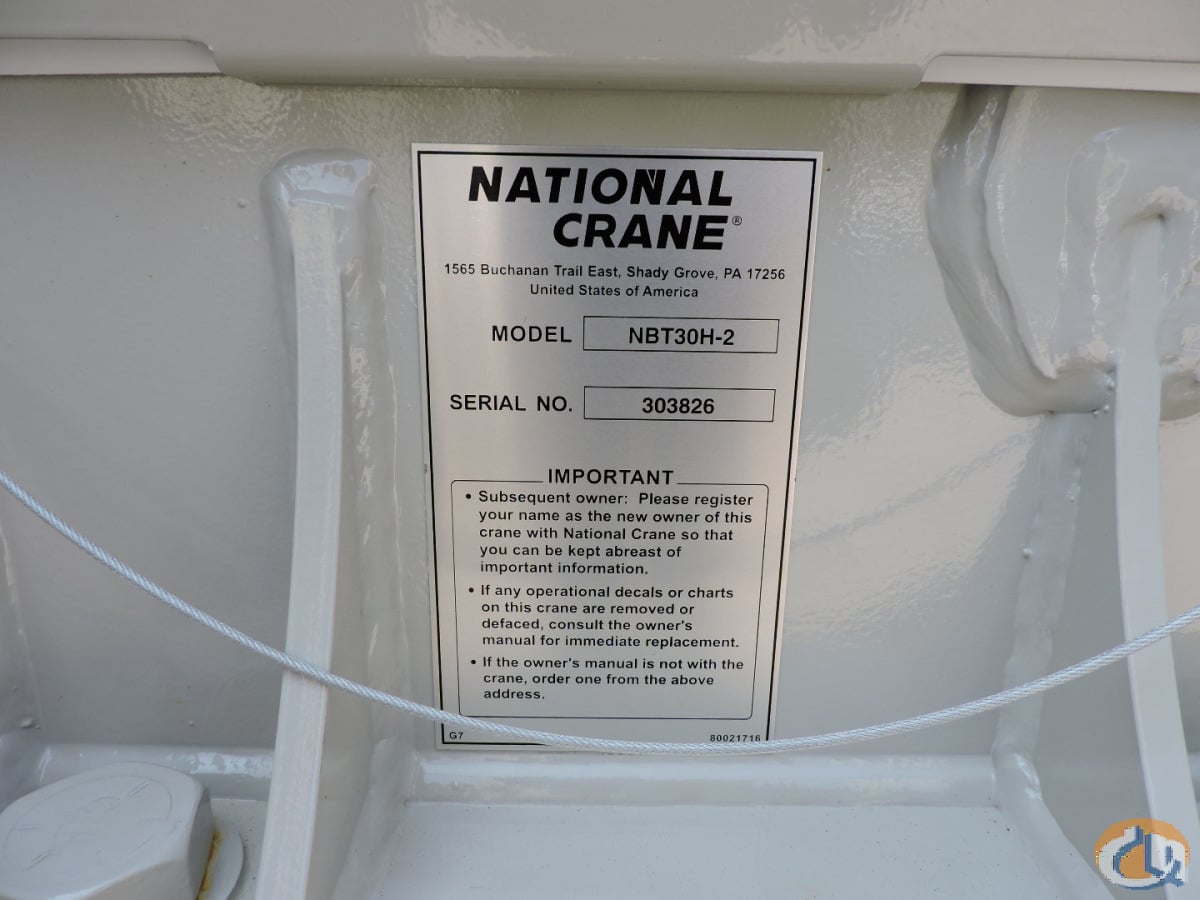 NATIONAL
CRANE®
1565 Buchanan Trail East, Shady Grove, PA 17256
United States of America
MODEL NBT30H-2
SERIAL NO. 303826
IMPORTANT
• Subsequent owner: Please register
your name as the new owner of this
crane with National Crane so that
you can be kept abreast of
important information.
• If any operational decals or charts
on this crane are removed or
defaced, consult the owner's
manual for immediate replacement.
• If the owner's manual is not with the
crane, order one from the above
address.
G7 80021716